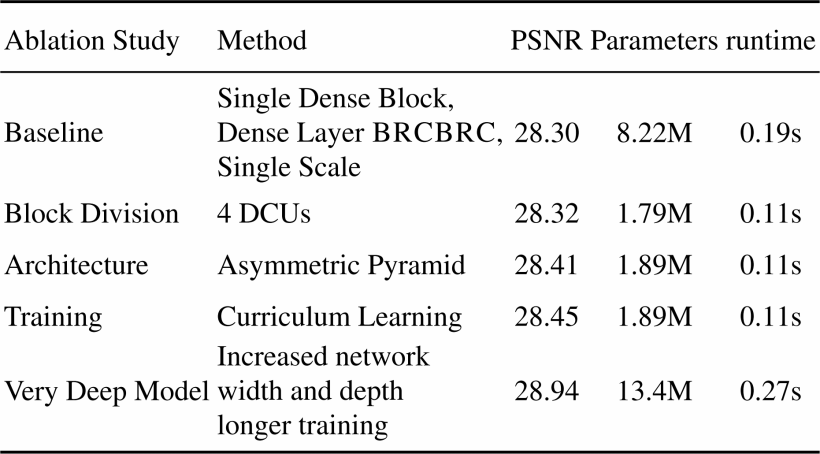 Ablation Study Method PSNR Parameters runtime
Single Dense Block,
Baseline Dense Layer BRCBRC, 28.30 8.22M 0.19s
Single Scale
Block Division 4 DCUs 28.32 1.79M 0.11s
Architecture Asymmetric Pyramid 28.41 1.89M 0.11s
Training Curriculum Learning 28.45 1.89M 0.11s
Increased network
Very Deep Model width and depth 28.94 13.4M 0.27s
longer training